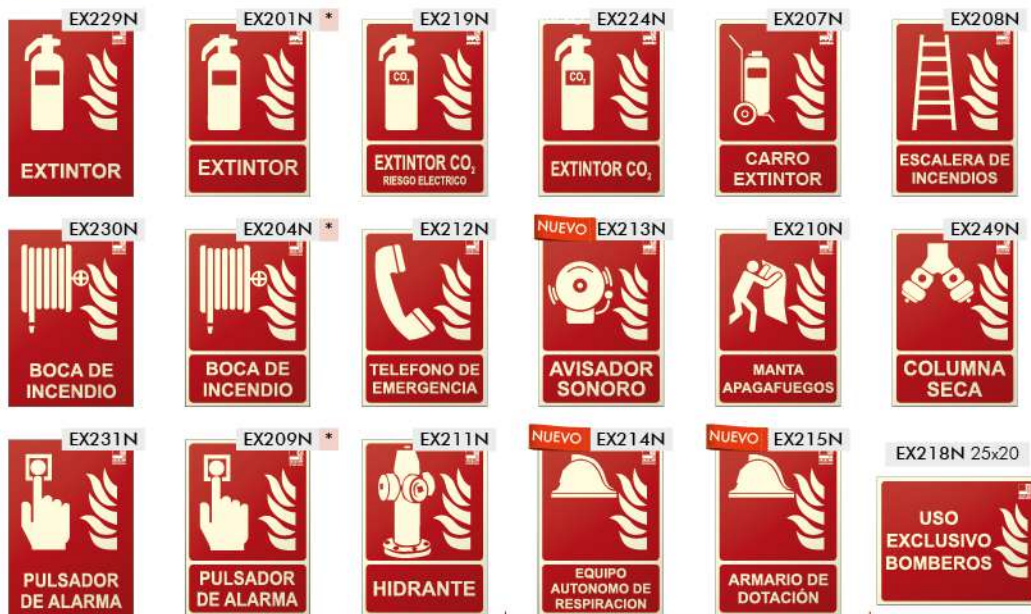 EX229N
EXTINTOR
EX201N *
EXTINTOR
EX219N
CO₂
EXTINTOR CO₂
RIESGO ELECTRICO
EX224N
CO₂
EXTINTOR CO₂
EX207N
CARRO
EXTINTOR
EX208N
ESCALERA DE
INCENDIOS
EX230N
BOCA DE
INCENDIO
EX204N *
BOCA DE
INCENDIO
EX212N
TELEFONO DE
EMERGENCIA
NUEVO EX213N
AVISADOR
SONORO
EX210N
MANTA
APAGAFUEGOS
EX249N
COLUMNA
SECA
EX231N
PULSADOR
DE ALARMA
EX209N *
PULSADOR
DE ALARMA
EX211N
HIDRANTE
NUEVO EX214N
EQUIPO
AUTONOMO DE
RESPIRACION
NUEVO EX215N
ARMARIO DE
DOTACIÓN
EX218N 25x20
USO
EXCLUSIVO
BOMBEROS